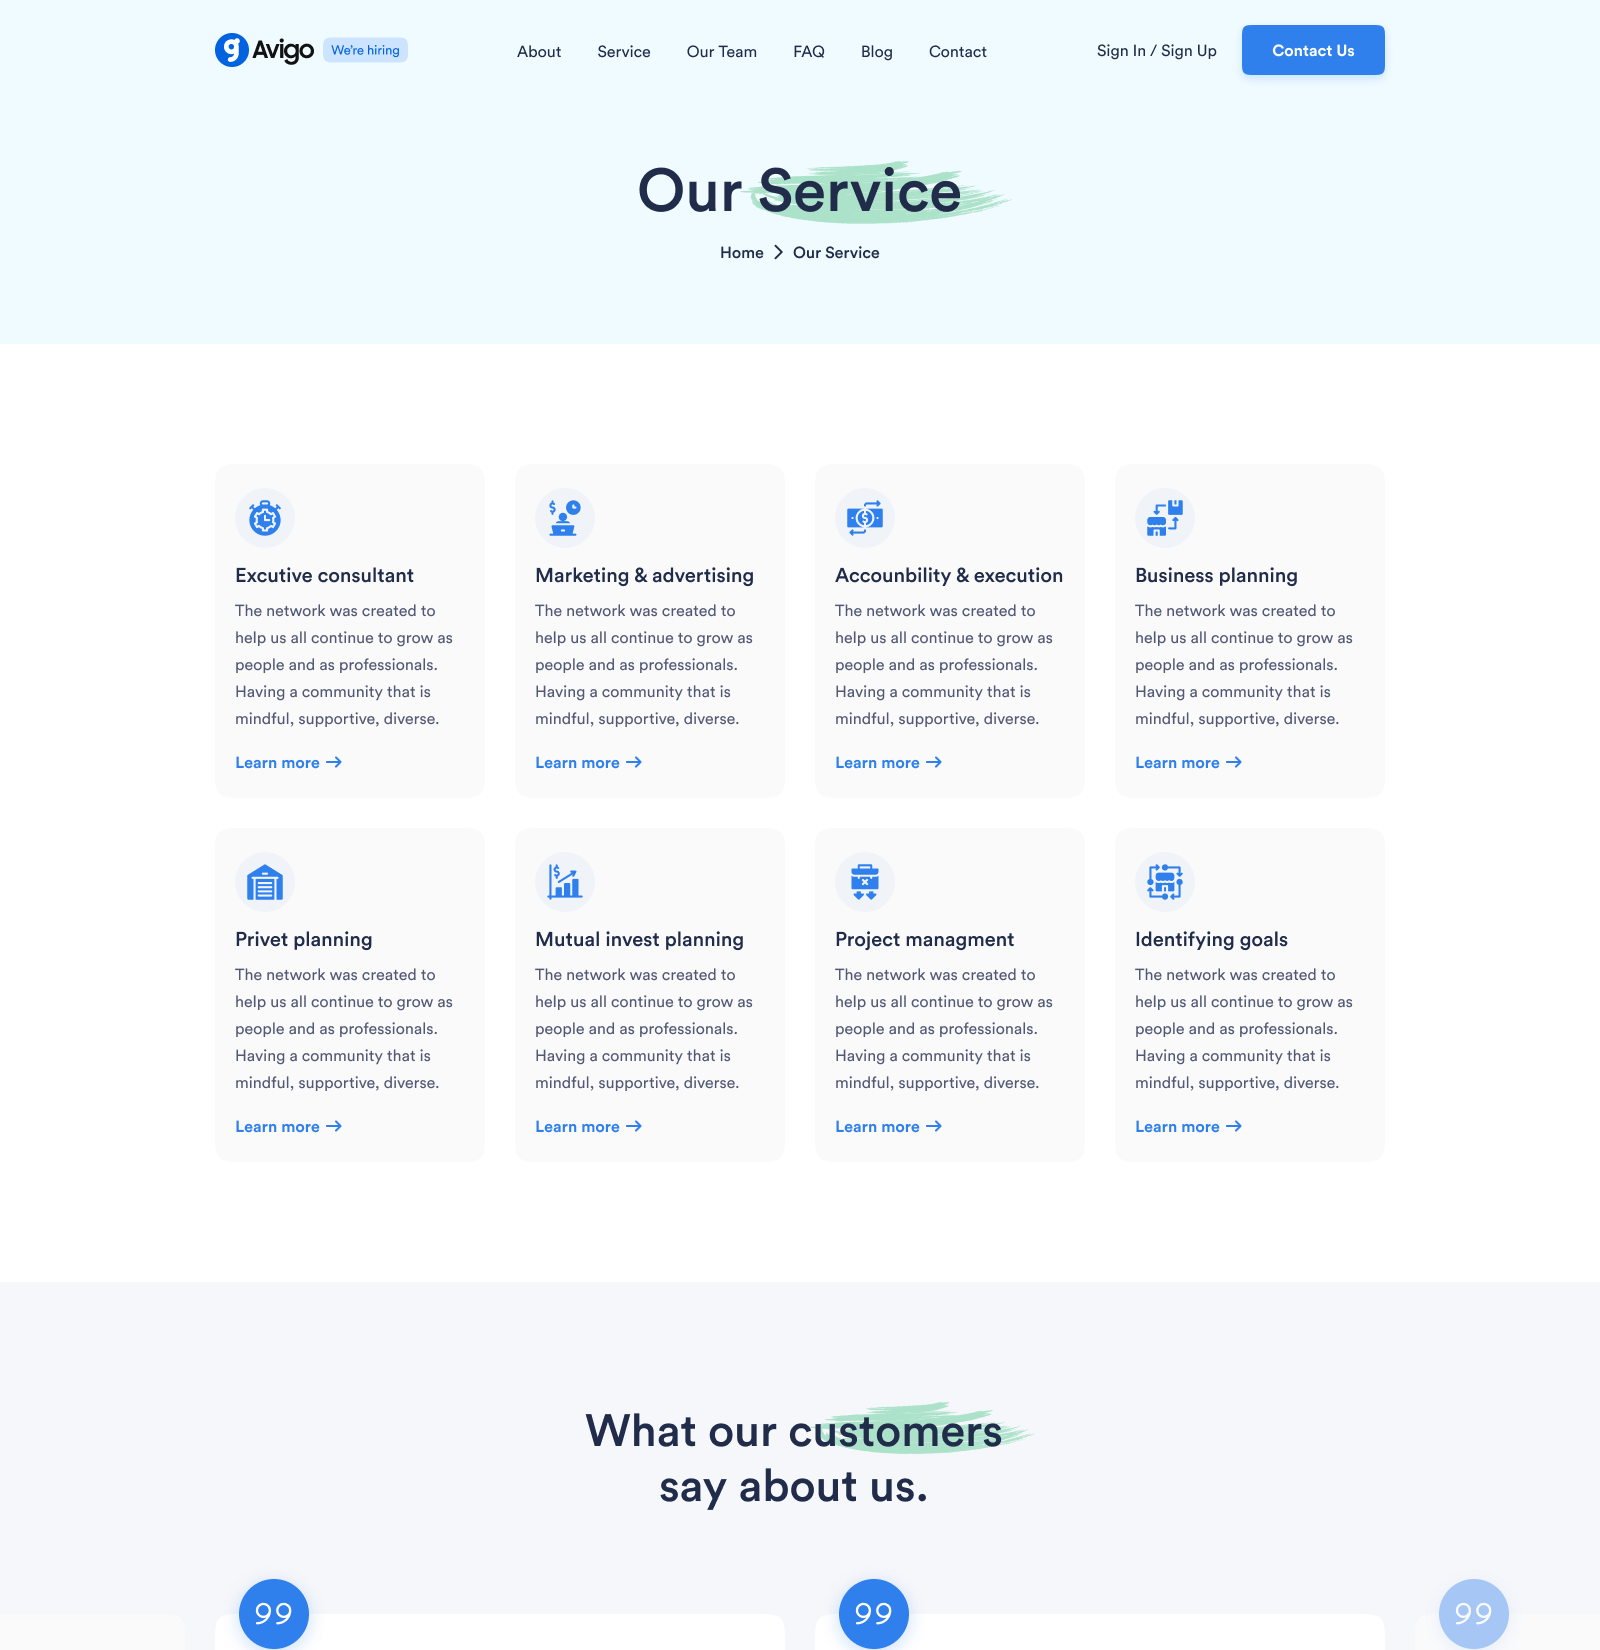 Avigo We're hiring About Service Our Team FAQ Blog Contact Sign In / Sign Up Contact Us
Our Service
Home Our Service
Excutive consultant
The network was created to
help us all continue to grow as
people and as professionals.
Having a community that is
mindful, supportive, diverse.
Learn more
Marketing & advertising
The network was created to
help us all continue to grow as
people and as professionals.
Having a community that is
mindful, supportive, diverse.
Learn more
Accounbility & execution
The network was created to
help us all continue to grow as
people and as professionals.
Having a community that is
mindful, supportive, diverse.
Learn more
Business planning
The network was created to
help us all continue to grow as
people and as professionals.
Having a community that is
mindful, supportive, diverse.
Learn more
Privet planning
The network was created to
help us all continue to grow as
people and as professionals.
Having a community that is
mindful, supportive, diverse.
Learn more
Mutual invest planning
The network was created to
help us all continue to grow as
people and as professionals.
Having a community that is
mindful, supportive, diverse.
Learn more
Project managment
The network was created to
help us all continue to grow as
people and as professionals.
Having a community that is
mindful, supportive, diverse.
Learn more
Identifying goals
The network was created to
help us all continue to grow as
people and as professionals.
Having a community that is
mindful, supportive, diverse.
Learn more
What our customers
say about us.